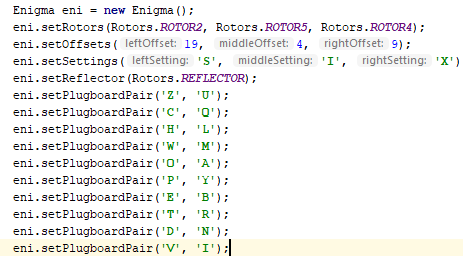 Enigma eni = new Enigma();
eni.setRotors(Rotors.ROTOR2, Rotors.ROTOR5, Rotors.ROTOR4);
eni.setOffsets( leftOffset: 19, middleOffset: 4, rightOffset: 9);
eni.setSettings( leftSetting: 'S', middleSetting: 'I', rightSetting: 'X')
eni.setReflector(Rotors.REFLECTOR);
eni.setPlugboardPair('Z', 'U');
eni.setPlugboardPair('C', 'Q');
eni.setPlugboardPair('H', 'L');
eni.setPlugboardPair('W', 'M');
eni.setPlugboardPair('O', 'A');
eni.setPlugboardPair('P', 'Y');
eni.setPlugboardPair('E', 'B');
eni.setPlugboardPair('T', 'R');
eni.setPlugboardPair('D', 'N');
eni.setPlugboardPair('V', 'I');